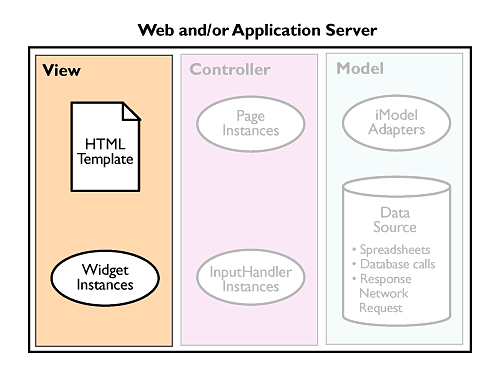 Web and/or Application Server
View
HTML
Template
Widget
Instances
Controller
Page
Instances
InputHandler
Instances
Model
iModel
Adapters
Data
Source
• Spreadsheets
• Database calls
• Response
Network
Request